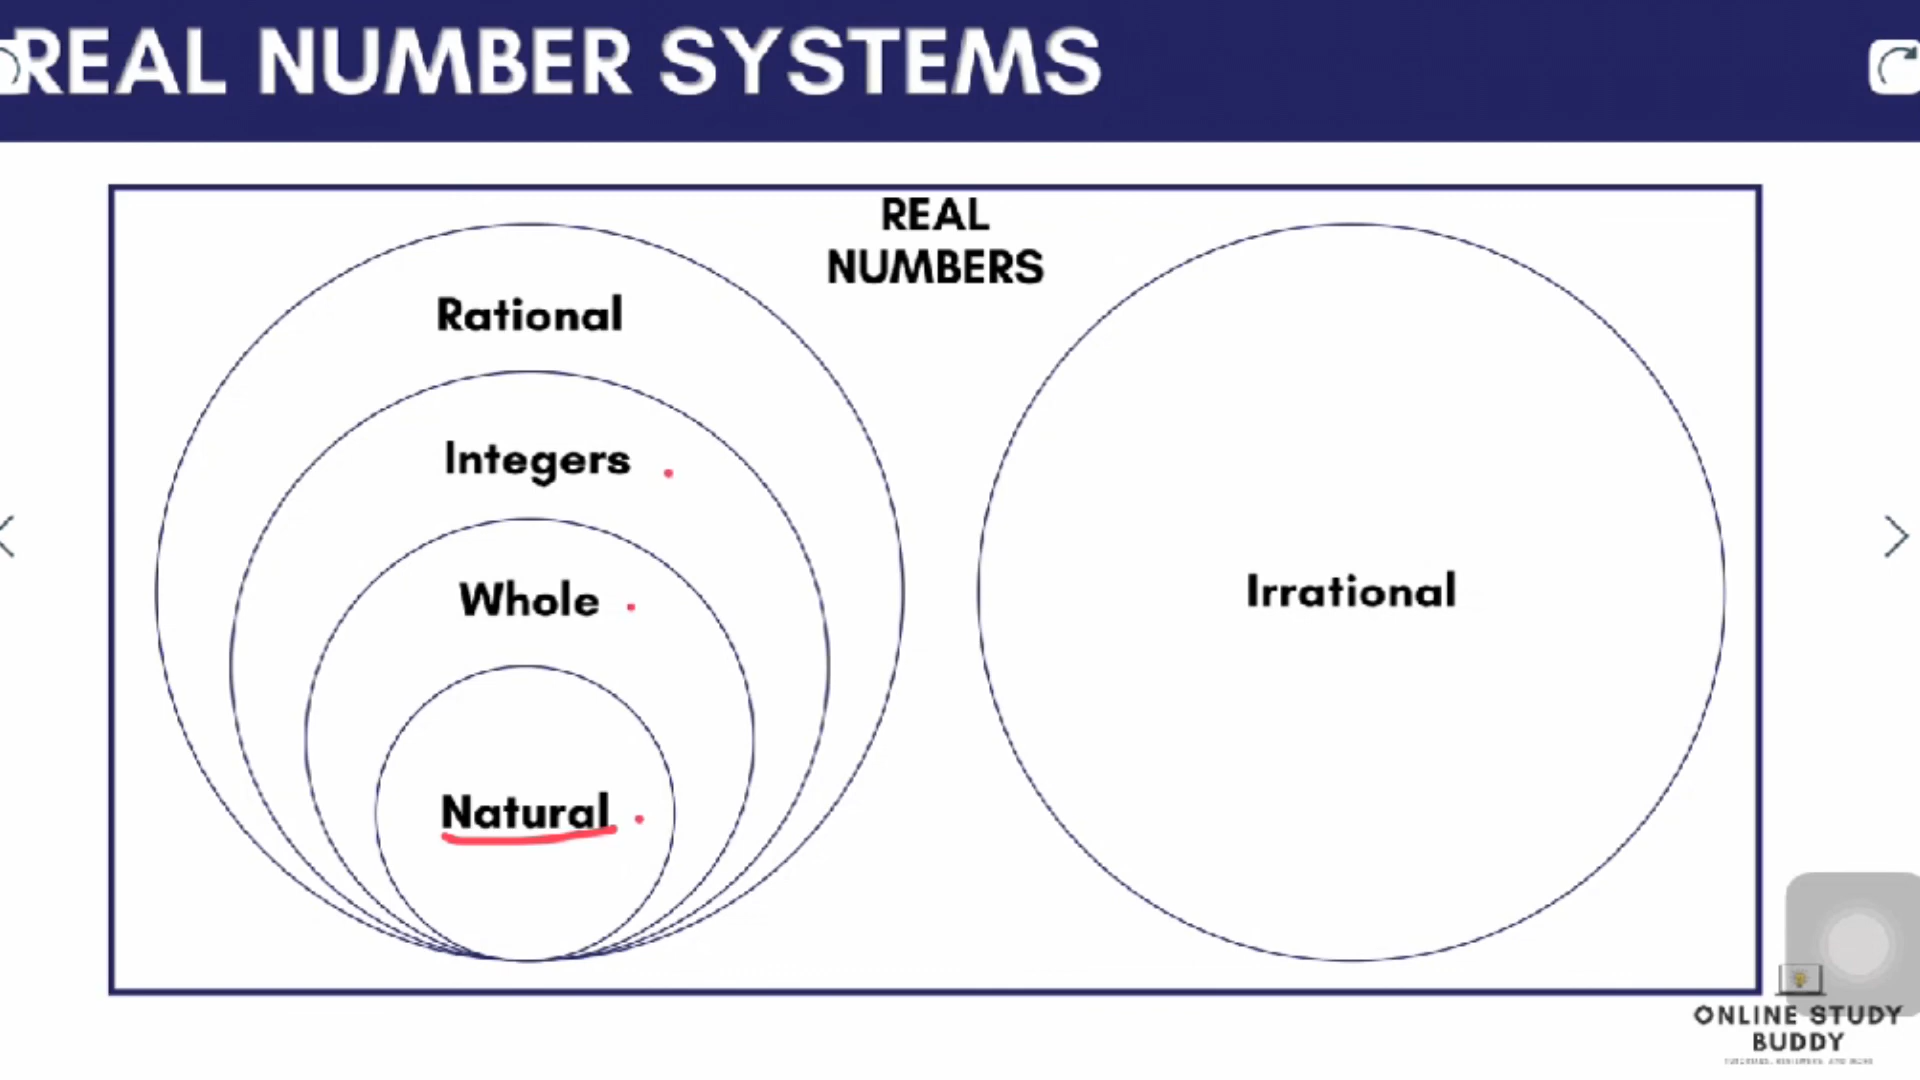 REAL NUMBER SYSTEMS
REAL
NUMBERS
Rational
Integers
Whole
Natural
Irrational
ONLINE STUDY
BUDDY